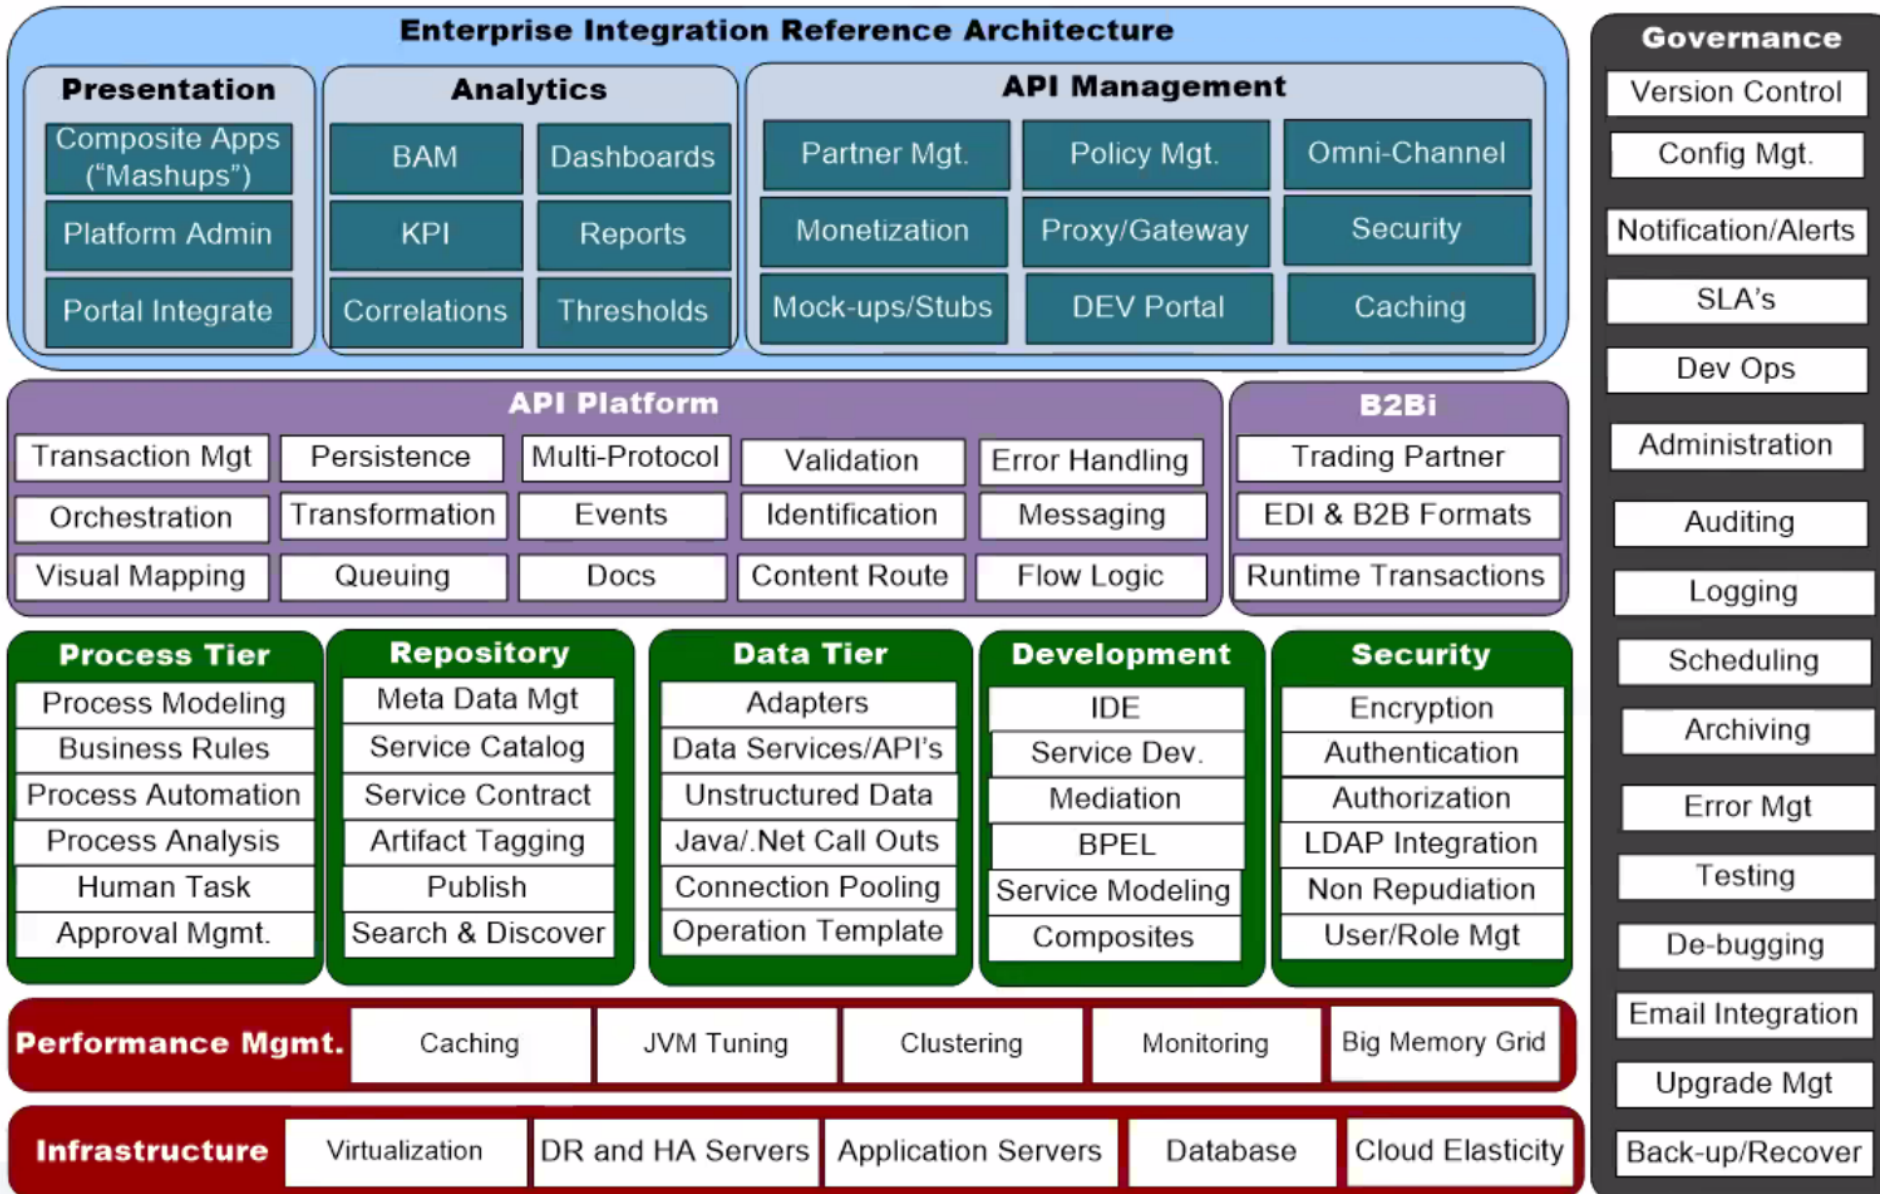 Enterprise Integration Reference Architecture
Presentation
Composite Apps
(“Mashups”)
Platform Admin
Portal Integrate
Analytics
BAM
Dashboards
KPI
Reports
Correlations
Thresholds
API Management
Partner Mgt.
Policy Mgt.
Omni-Channel
Monetization
Proxy/Gateway
Security
Mock-ups/Stubs
DEV Portal
Caching
API Platform
Transaction Mgt
Persistence
Multi-Protocol
Validation
Error Handling
Orchestration
Transformation
Events
Identification
Messaging
Visual Mapping
Queuing
Docs
Content Route
Flow Logic
B2Bi
Trading Partner
EDI & B2B Formats
Runtime Transactions
Process Tier
Process Modeling
Business Rules
Process Automation
Process Analysis
Human Task
Approval Mgmt.
Repository
Meta Data Mgt
Service Catalog
Service Contract
Artifact Tagging
Publish
Search & Discover
Data Tier
Adapters
Data Services/API’s
Unstructured Data
Java/.Net Call Outs
Connection Pooling
Operation Template
Development
IDE
Service Dev.
Mediation
BPEL
Service Modeling
Composites
Security
Encryption
Authentication
Authorization
LDAP Integration
Non Repudiation
User/Role Mgt
Performance Mgmt.
Caching
JVM Tuning
Clustering
Monitoring
Big Memory Grid
Infrastructure
Virtualization
DR and HA Servers
Application Servers
Database
Cloud Elasticity
Governance
Version Control
Config Mgt.
Notification/Alerts
SLA’s
Dev Ops
Administration
Auditing
Logging
Scheduling
Archiving
Error Mgt
Testing
De-bugging
Email Integration
Upgrade Mgt
Back-up/Recover